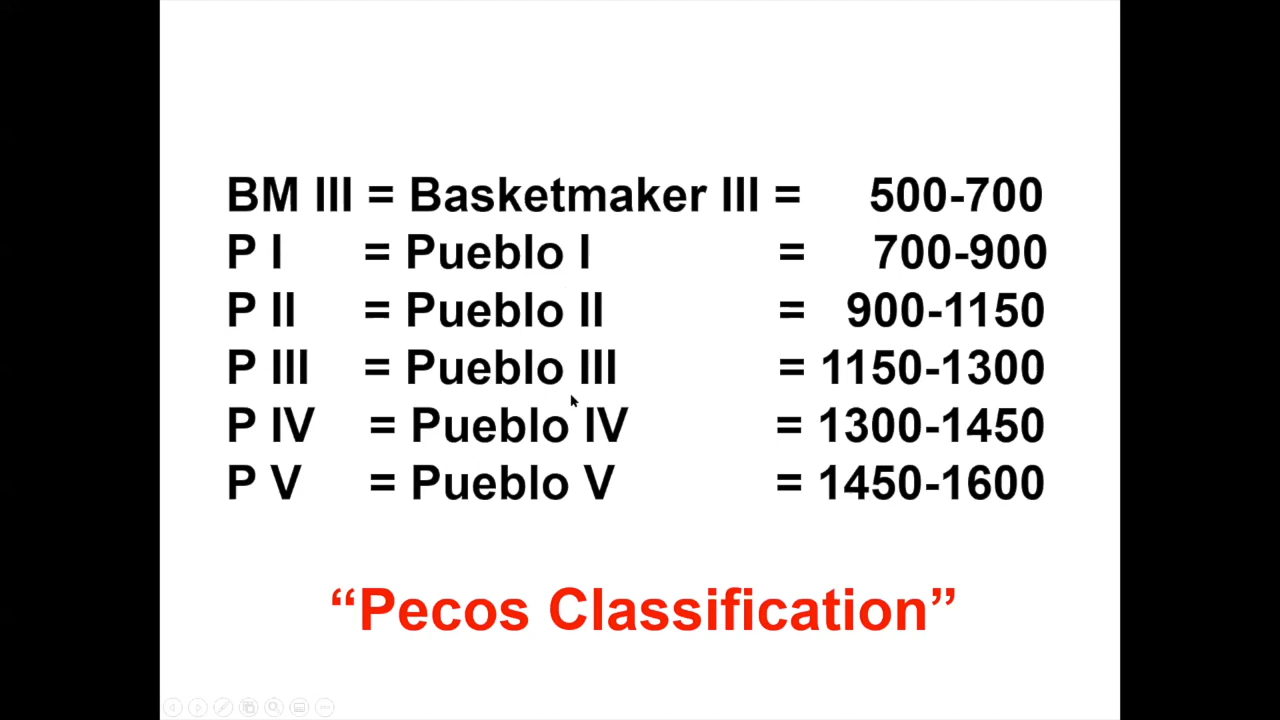 BM III = Basketmaker III = 500-700
P I = Pueblo I = 700-900
P II = Pueblo II = 900-1150
P III = Pueblo III = 1150-1300
P IV = Pueblo IV = 1300-1450
P V = Pueblo V = 1450-1600
“Pecos Classification”